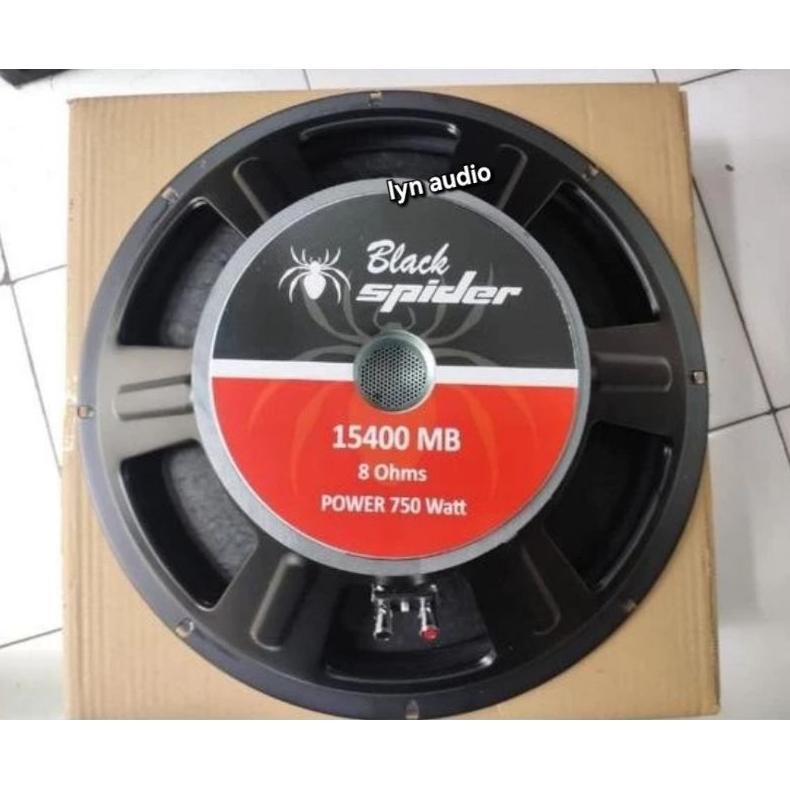 lyn audio
Black
spider
15400 MB
8 Ohms
POWER 750 Watt